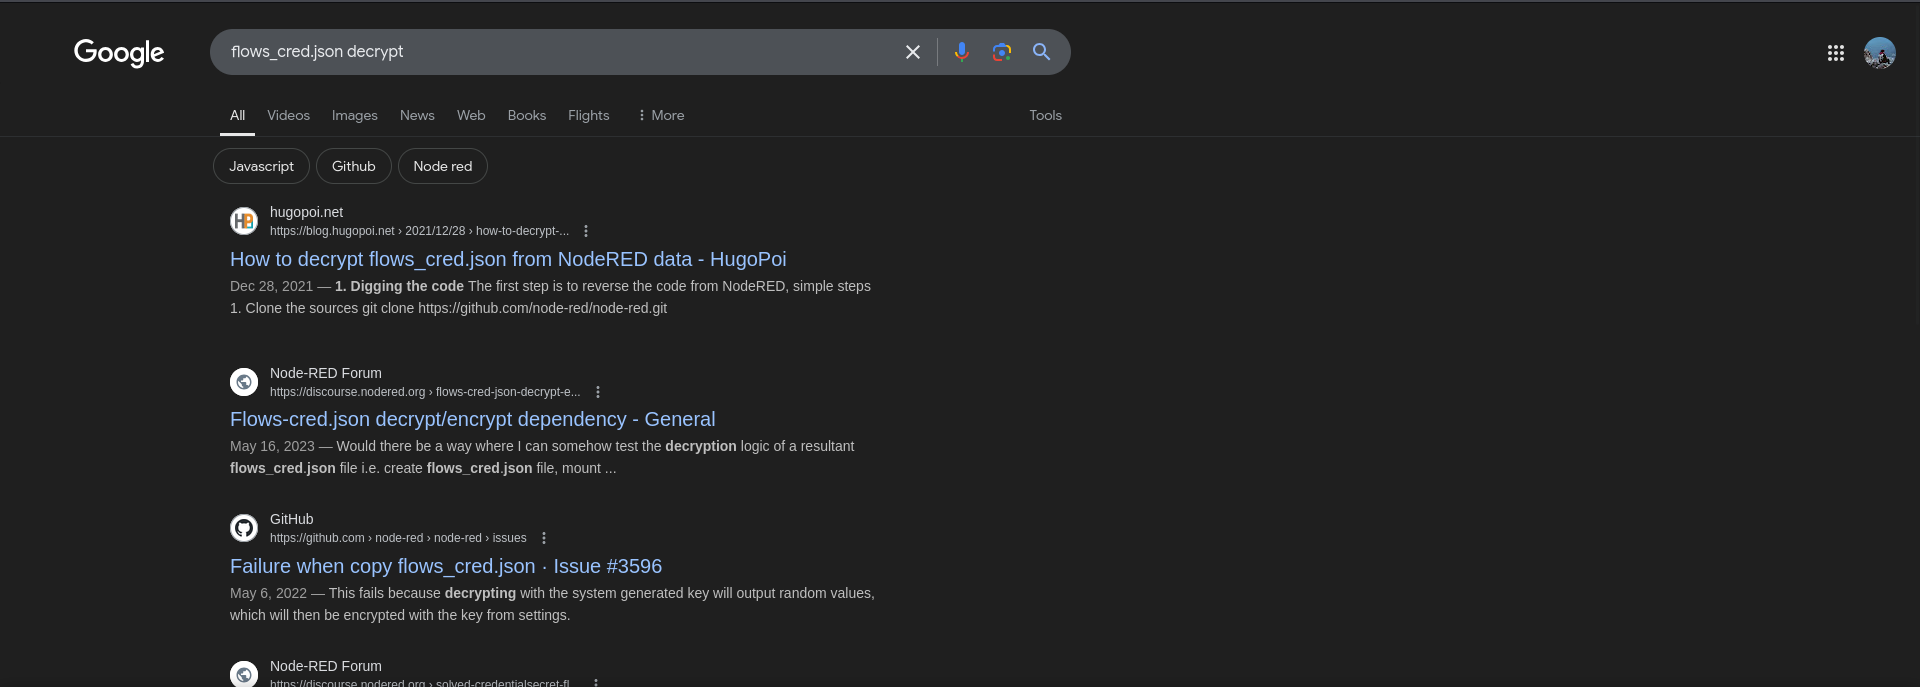 Google
flows_cred.json decrypt
All Videos Images News Web Books Flights More Tools
Javascript Github Node red
hugopoi.net
https://blog.hugopoi.net › 2021/12/28 › how-to-decrypt-...
How to decrypt flows_cred.json from NodeRED data - HugoPoi
Dec 28, 2021 — 1. Digging the code The first step is to reverse the code from NodeRED, simple steps
1. Clone the sources git clone https://github.com/node-red/node-red.git
Node-RED Forum
https://discourse.nodered.org › flows-cred-json-decrypt-e...
Flows-cred.json decrypt/encrypt dependency - General
May 16, 2023 — Would there be a way where I can somehow test the decryption logic of a resultant
flows_cred.json file i.e. create flows_cred.json file, mount ...
GitHub
https://github.com › node-red › node-red › issues
Failure when copy flows_cred.json · Issue #3596
May 6, 2022 — This fails because decrypting with the system generated key will output random values,
which will then be encrypted with the key from settings.
Node-RED Forum
https://discourse.nodered.org › solved-credentialsecret-fl...